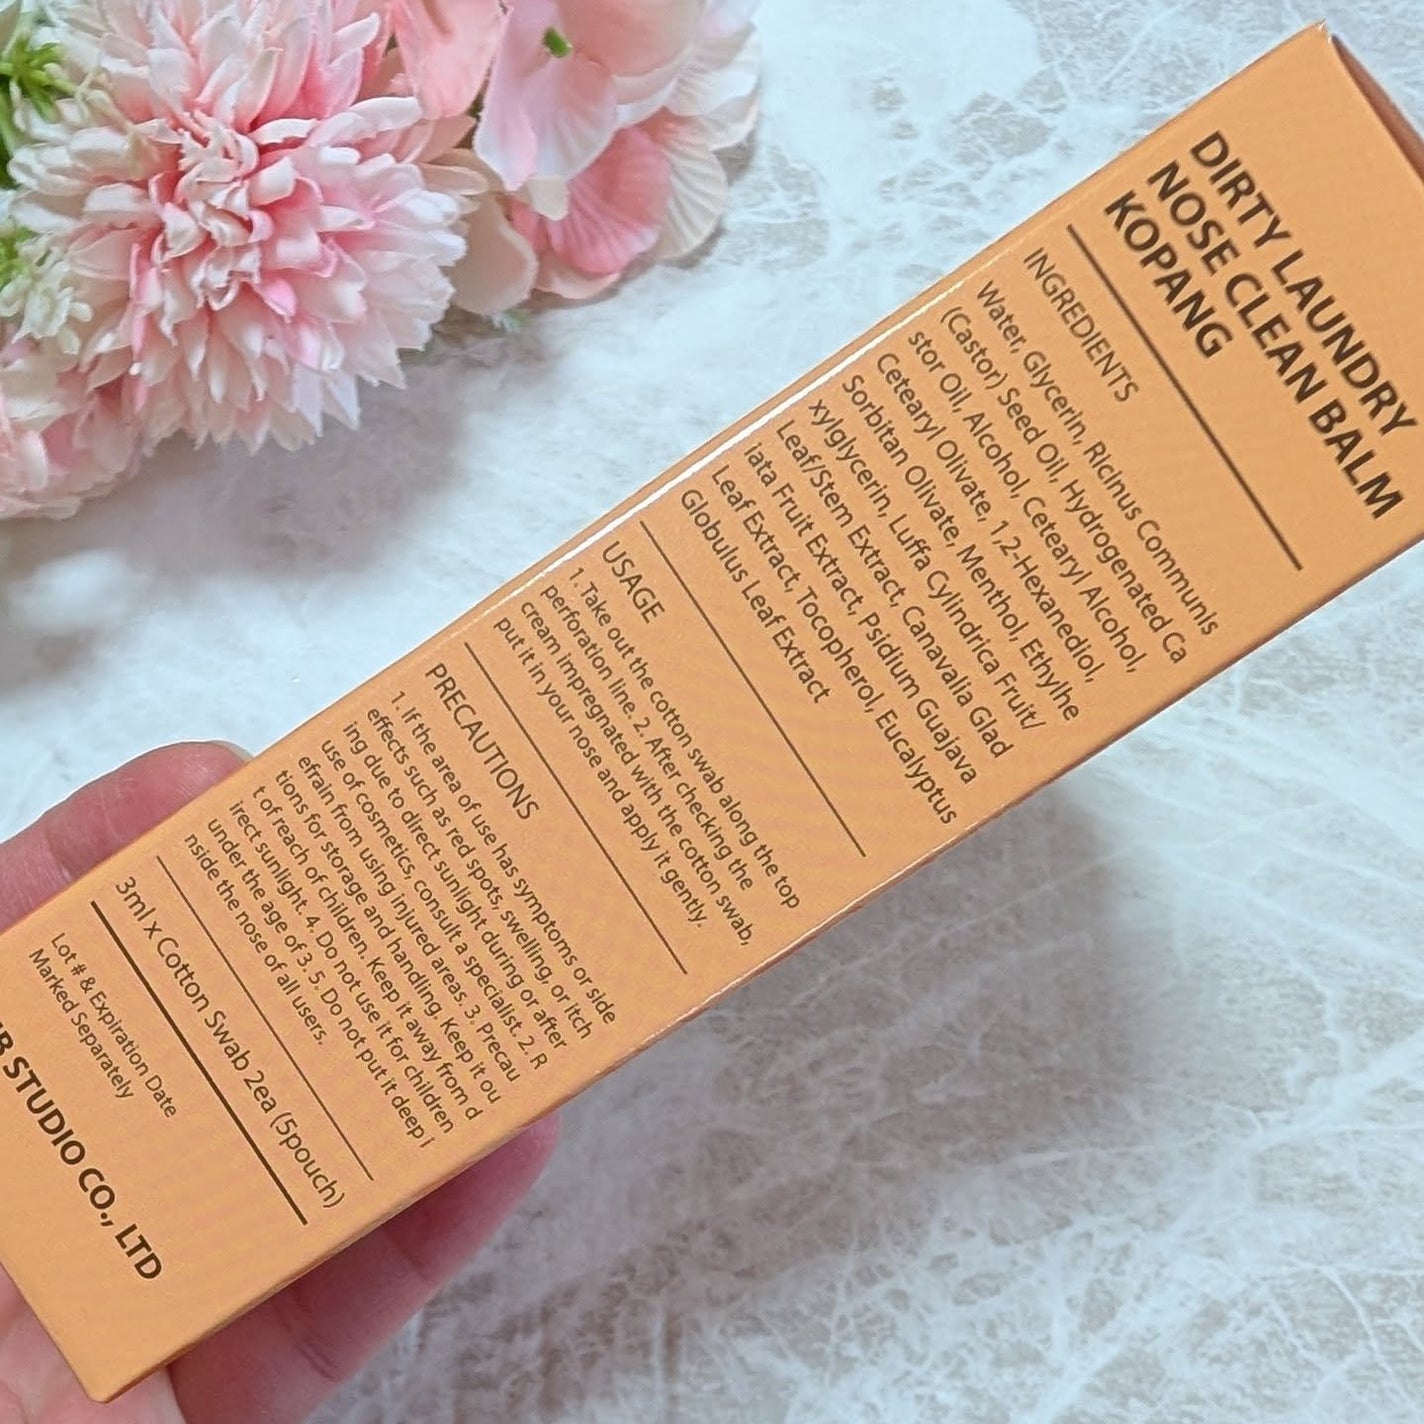 DIRTY LAUNDRY
NOSE CLEAN BALM
KOPANG
INGREDIENTS
Water, Glycerin, RIcInus Communis
(Castor) Seed Oil, Hydrogenated Ca
stor Oil, Alcohol, Cetearyl Alcohol,
Cetearyl Olivate, 1,2-Hexanediol,
Sorbitan Olivate, Menthol, Ethylhe
xylglycerin, Luffa Cylindrica Fruit/
Leaf/Stem Extract, Canavalia Glad
iata Fruit Extract, Psidium Guajava
Leaf Extract, Tocopherol, Eucalyptus
Globulus Leaf Extract
USAGE
1. Take out the cotton swab along the top
perforation line. 2. After checking the
cream impregnated with the cotton swab,
put it in your nose and apply it gently.
PRECAUTIONS
1. If the area of use has symptoms or side
effects such as red spots, swelling, or itch
ing due to direct sunlight during or after
use of cosmetics, consult a specialist. 2. R
efrain from using injured areas. 3. Precau
tions for storage and handling. Keep it ou
t of reach of children. Keep it away from d
irect sunlight. 4. Do not use it for children
under the age of 3. 5. Do not put it deep i
nside the nose of all users.
3ml x Cotton Swab 2ea (5pouch)
Lot # & Expiration Date
Marked Separately
STUDIO CO., LTD